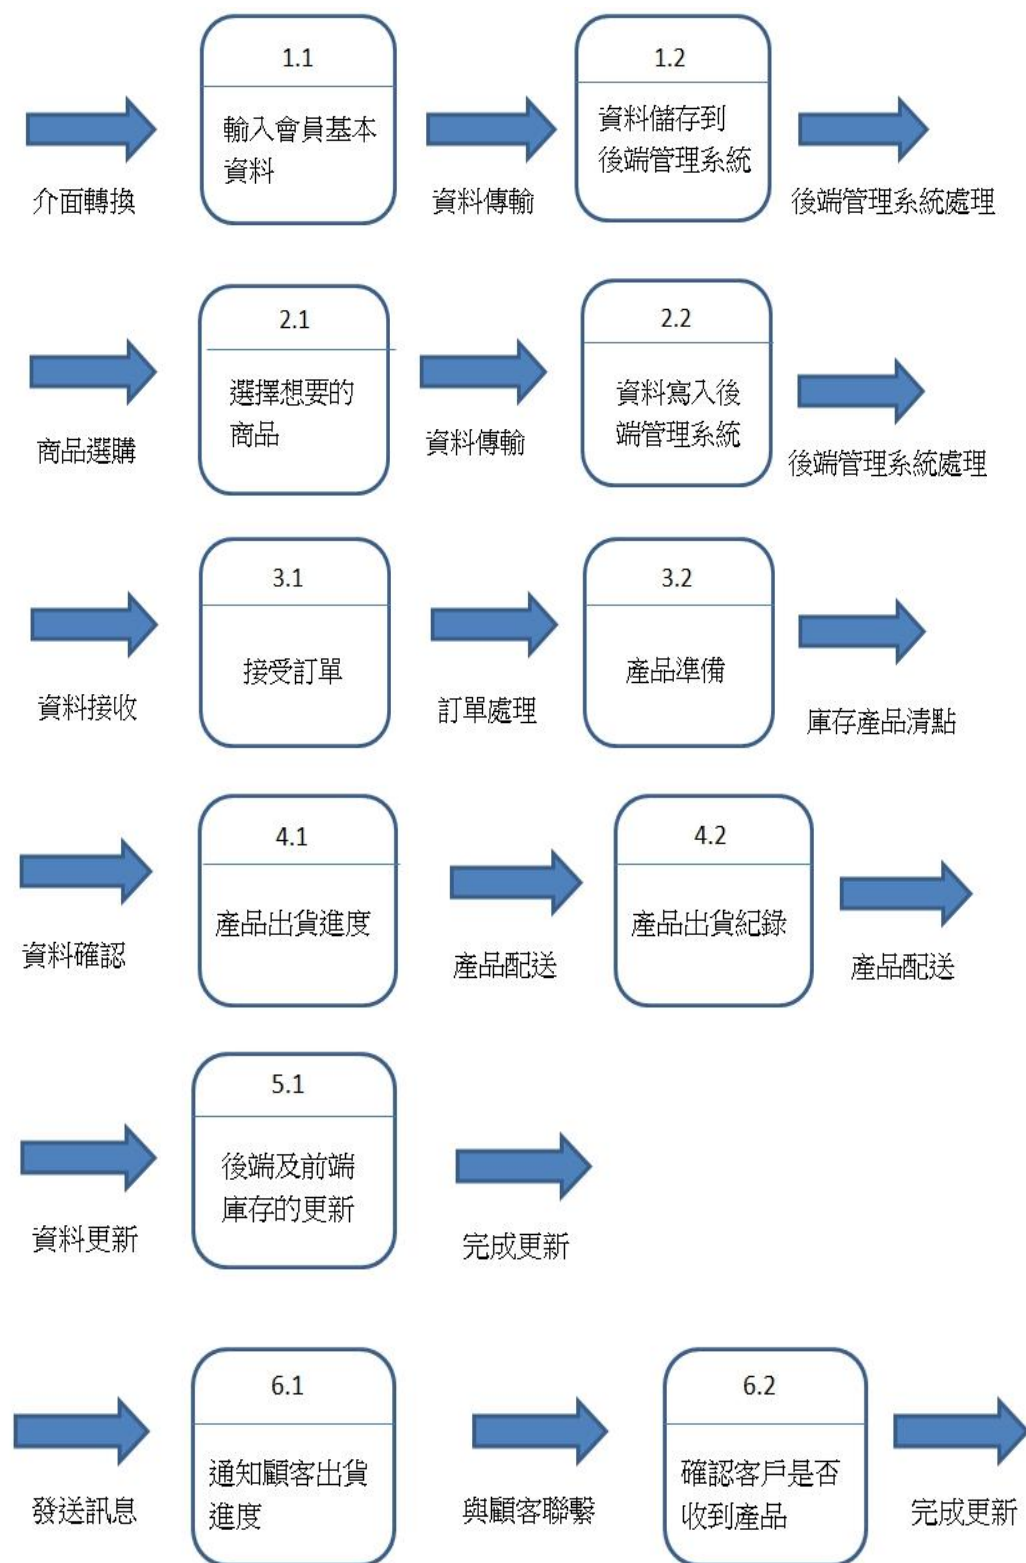 1.1
輸入會員基本
資料
1.2
資料儲存到
後端管理系統
介面轉換
資料傳輸
後端管理系統處理
2.1
選擇想要的
商品
2.2
資料寫入後
端管理系統
商品選購
資料傳輸
後端管理系統處理
3.1
接受訂單
3.2
產品準備
資料接收
訂單處理
庫存產品清點
4.1
產品出貨進度
4.2
產品出貨紀錄
資料確認
產品配送
產品配送
5.1
後端及前端
庫存的更新
資料更新
完成更新
6.1
通知顧客出貨
進度
6.2
確認客戶是否
收到產品
發送訊息
與顧客聯繫
完成更新